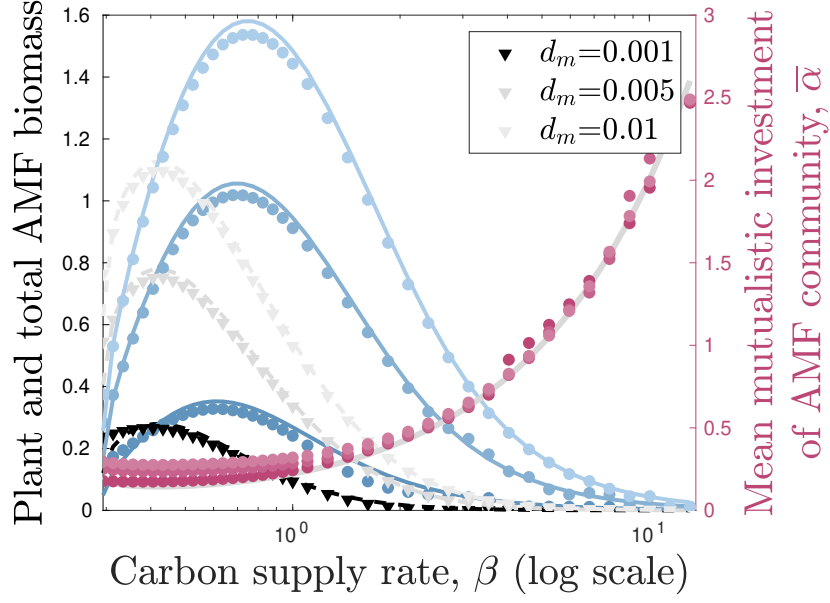 Plant and total AMF biomass
1.6
1.4
1.2
1
0.8
0.6
0.4
0.2
0
d_m=0.001
d_m=0.005
d_m=0.01
3
2.5
2
1.5
1
0.5
0
Mean mutualistic investment
of AMF community, α̅
10^0
10^1
Carbon supply rate, β (log scale)